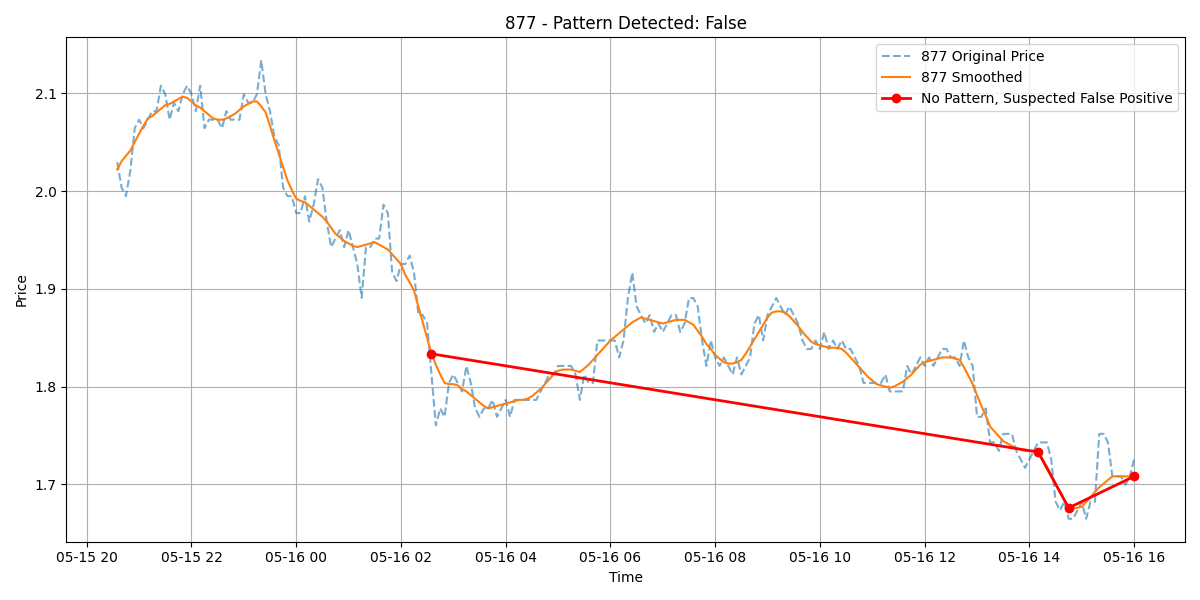 877 - Pattern Detected: False
877 Original Price
877 Smoothed
No Pattern, Suspected False Positive
Price
2.1
2.0
1.9
1.8
1.7
05-15 20 05-15 22 05-16 00 05-16 02 05-16 04 05-16 06 05-16 08 05-16 10 05-16 12 05-16 14 05-16 16
Time